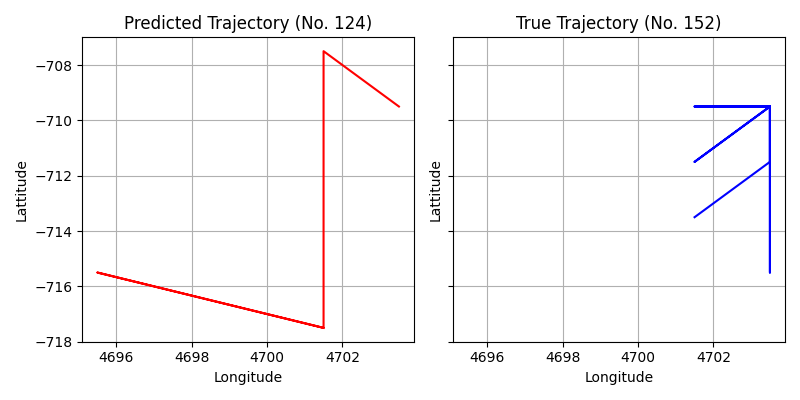 Predicted Trajectory (No. 124)
True Trajectory (No. 152)
−708
−710
−712
−714
−716
−718
Lattitude
Lattitude
4696
4698
4700
4702
4696
4698
4700
4702
Longitude
Longitude